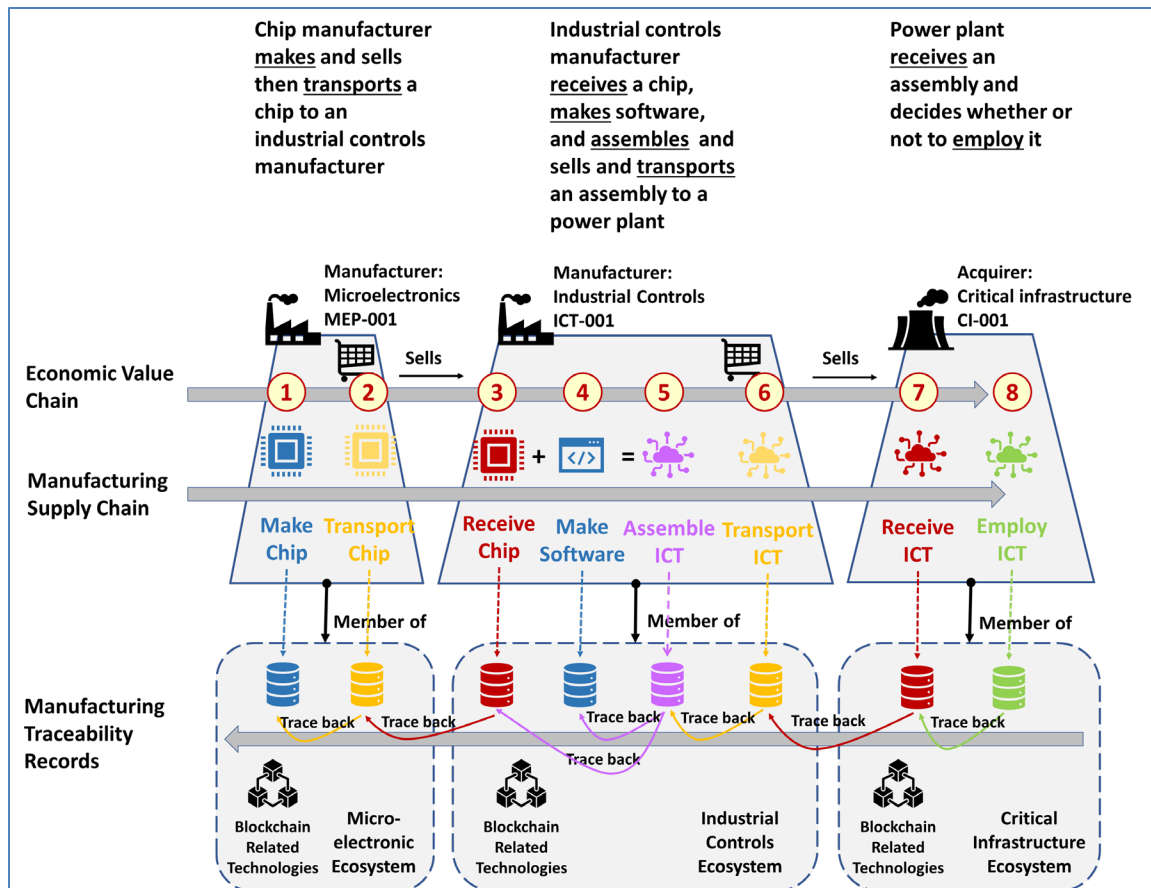 Chip manufacturer
makes and sells
then transports a
chip to an
industrial controls
manufacturer
Industrial controls
manufacturer
receives a chip,
makes software,
and assembles and
sells and transports
an assembly to a
power plant
Power plant
receives an
assembly and
decides whether or
not to employ it
Manufacturer:
Microelectronics
MEP-001
Manufacturer:
Industrial Controls
ICT-001
Acquirer:
Critical infrastructure
CI-001
Sells
Sells
Economic Value
Chain
1
2
3
4
5
6
7
8
+
</>
=
Manufacturing
Supply Chain
Make
Chip
Transport
Chip
Receive
Chip
Make
Software
Assemble
ICT
Transport
ICT
Receive
ICT
Employ
ICT
Member of
Member of
Member of
Manufacturing
Traceability
Records
Trace back
Trace back
Trace back
Trace back
Trace back
Trace back
Trace back
Blockchain
Related
Technologies
Micro-
electronic
Ecosystem
Blockchain
Related
Technologies
Industrial
Controls
Ecosystem
Blockchain
Related
Technologies
Critical
Infrastructure
Ecosystem